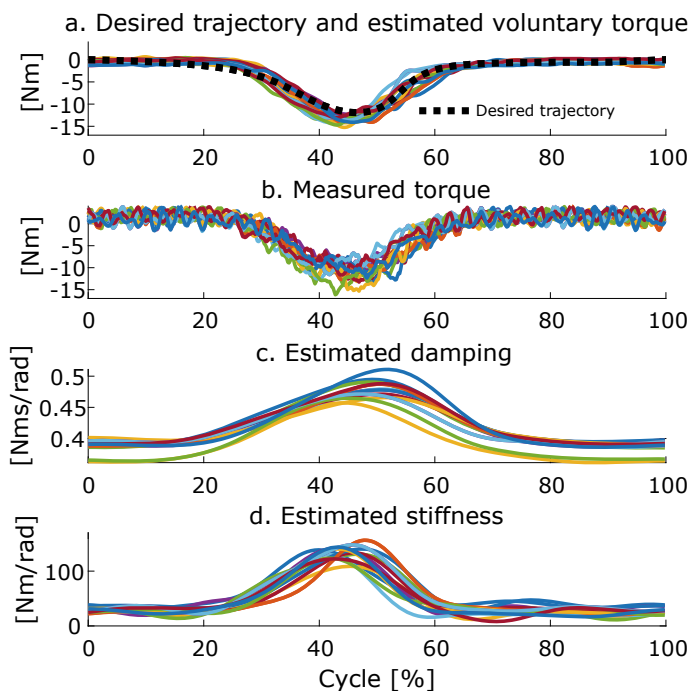 a. Desired trajectory and estimated voluntary torque
[Nm]
0
-5
-10
-15
Desired trajectory
0 20 40 60 80 100
b. Measured torque
[Nm]
0
-5
-10
-15
0 20 40 60 80 100
c. Estimated damping
[Nms/rad]
0.5
0.45
0.4
0 20 40 60 80 100
d. Estimated stiffness
[Nm/rad]
100
0
0 20 40 60 80 100
Cycle [%]